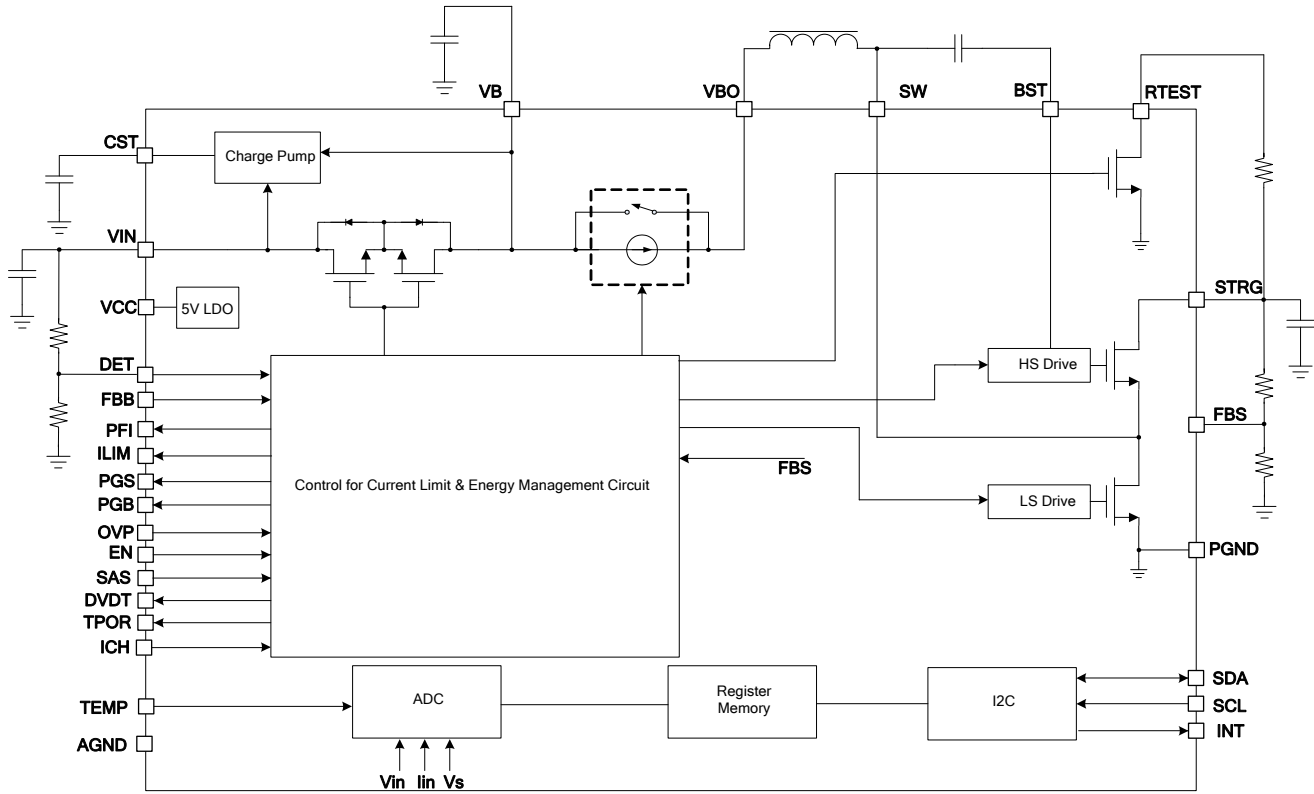 VB
VBO
SW
BST
RTEST
CST
Charge Pump
VIN
VCC
5V LDO
STRG
DET
HS Drive
FBB
PFI
FBS
ILIM
FBS
PGS
Control for Current Limit & Energy Management Circuit
PGB
LS Drive
OVP
EN
PGND
SAS
DVDT
TPOR
ICH
TEMP
ADC
Register
Memory
I2C
SDA
SCL
INT
AGND
Vin Iin Vs